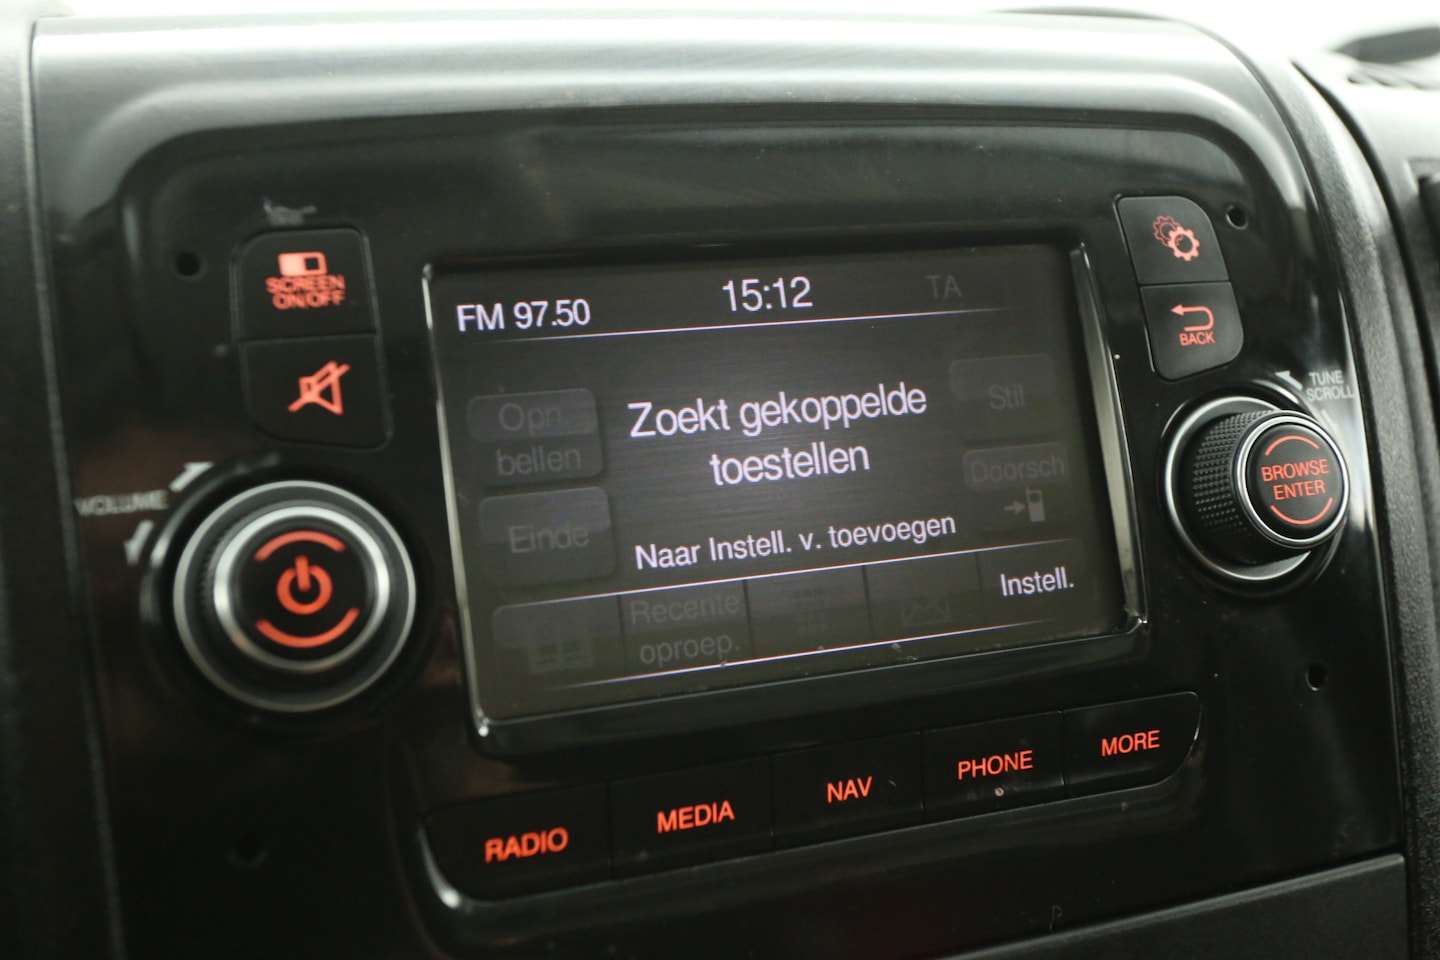 SCREEN
ON/OFF
BACK
TUNE
SCROLL
FM 97.50
15:12
TA
Opn.
bellen
Zoekt gekoppelde
toestellen
Stil
Doorsch
Einde
Naar Instell. v. toevoegen
Recente
oproep.
Instell.
VOLUME
BROWSE
ENTER
RADIO
MEDIA
NAV
PHONE
MORE